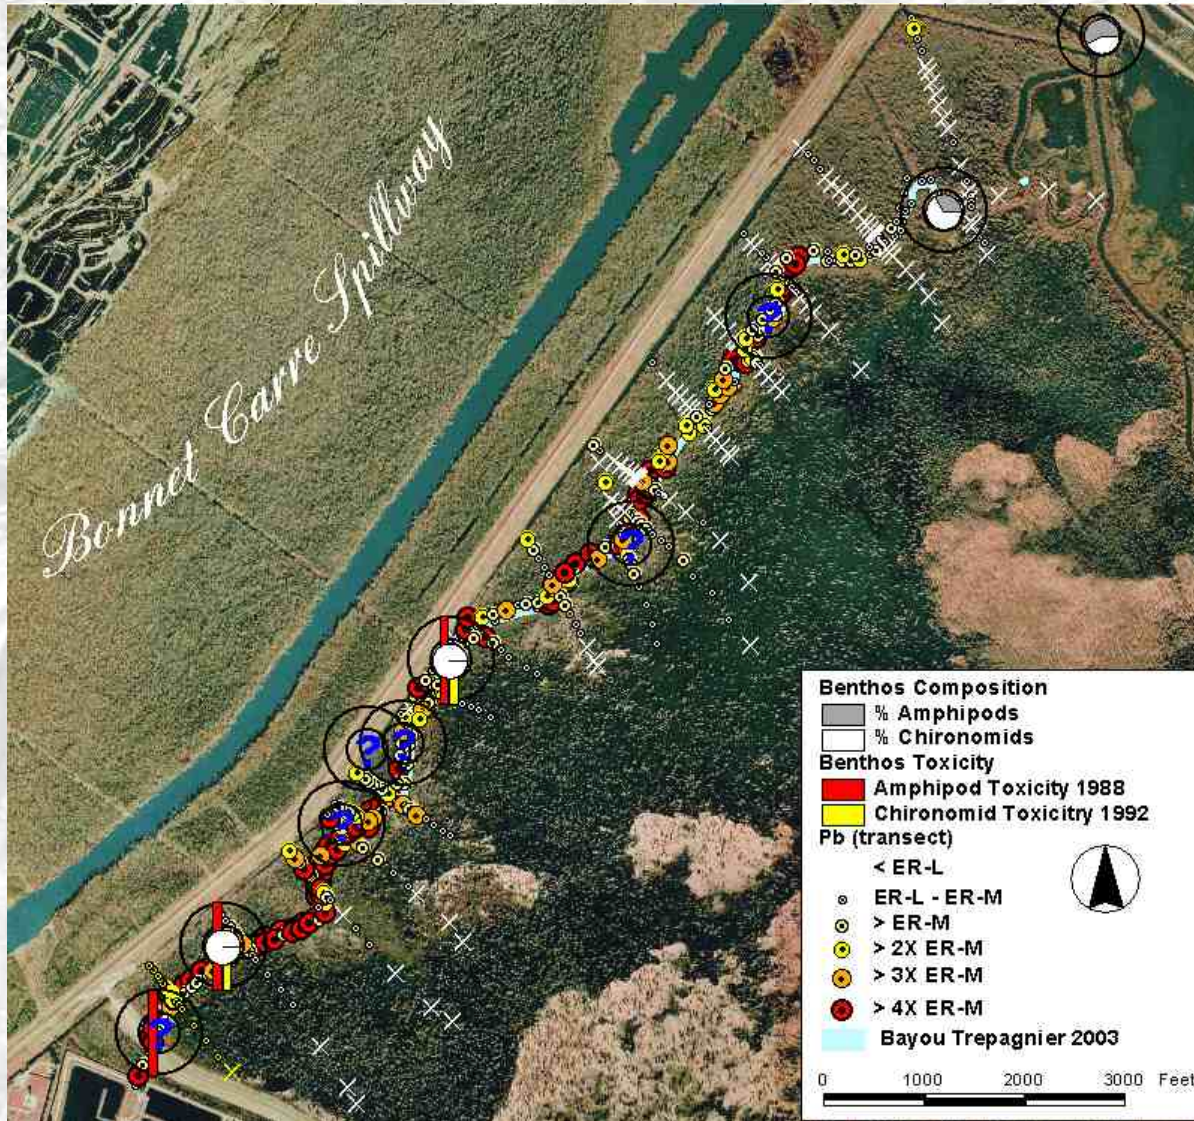 Bonnet Carre Spillway
Benthos Composition
% Amphipods
% Chironomids
Benthos Toxicity
Amphipod Toxicity 1988
Chironomid Toxicitry 1992
Pb (transect)
< ER-L
ER-L - ER-M
> ER-M
> 2X ER-M
> 3X ER-M
> 4X ER-M
Bayou Trepagnier 2003
0 1000 2000 3000 Feet
?
?
?
?
?
?